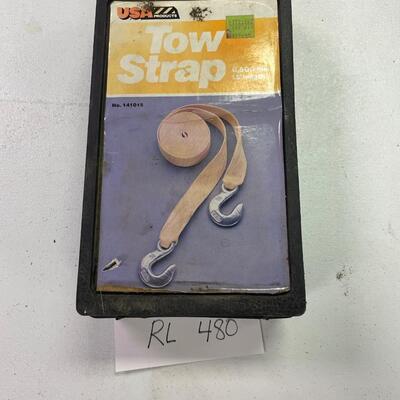 USA
PRODUCTS
Tow
Strap
No. 141015
RL 480